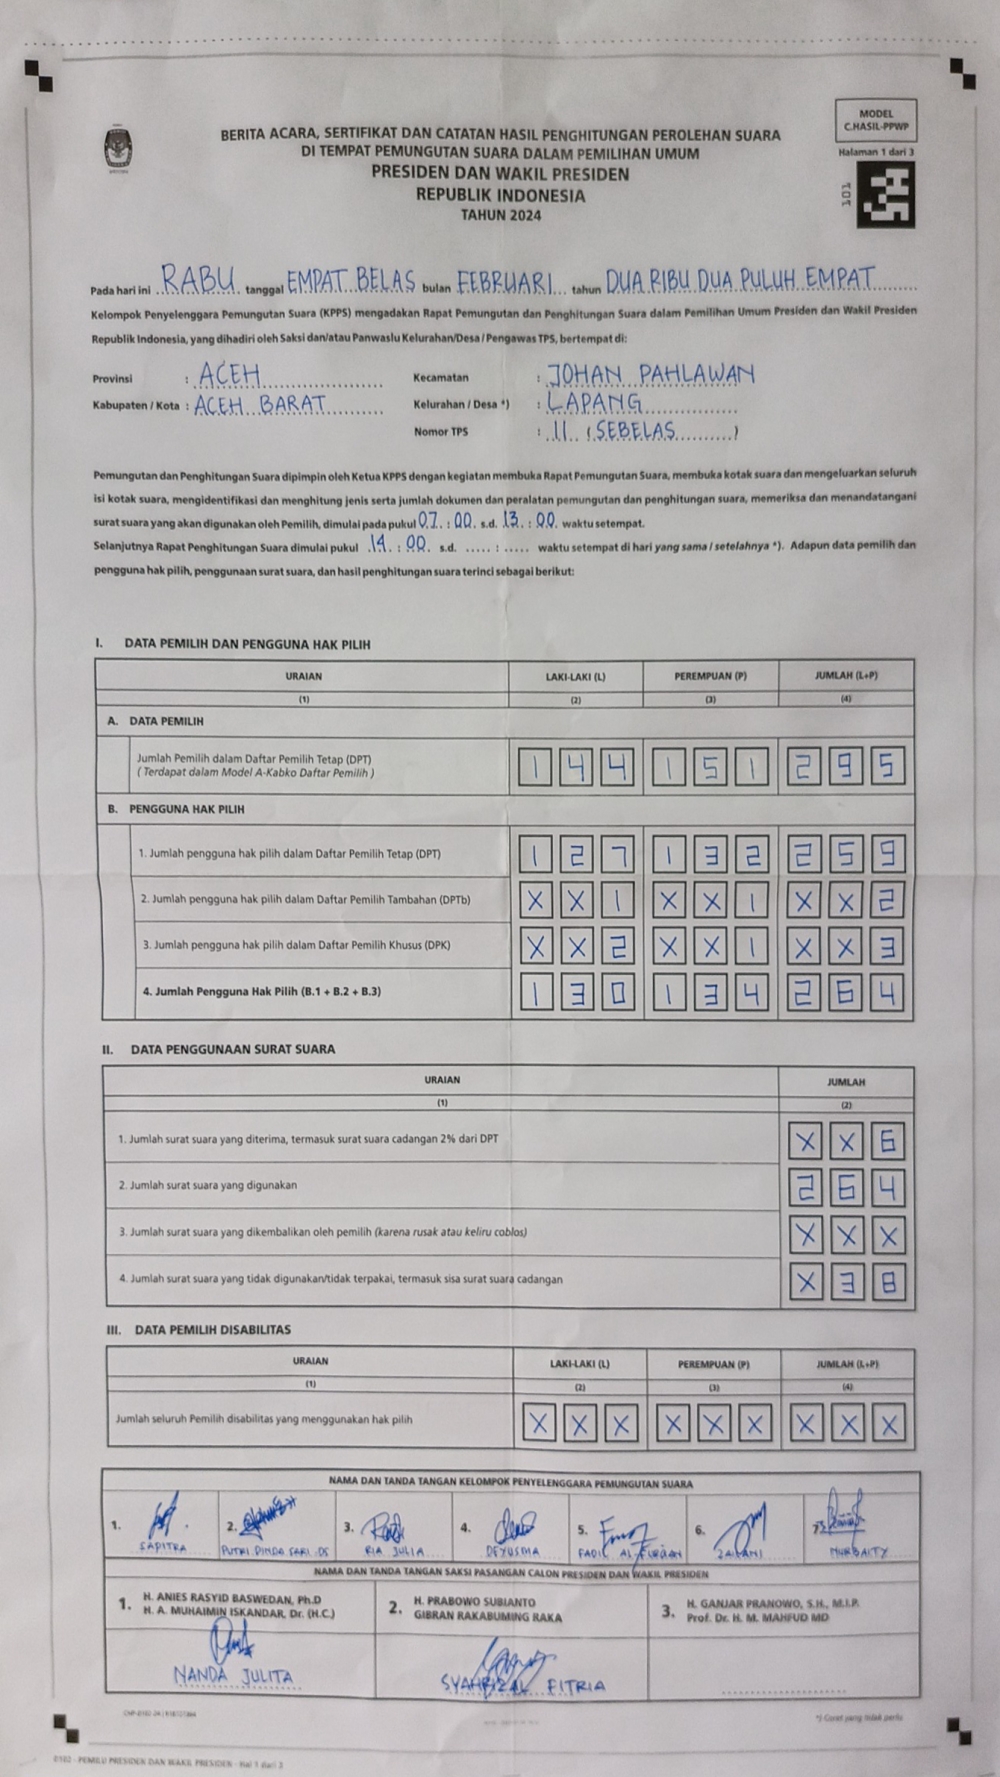 MODEL
C.HASIL-PPWP
Halaman 1 dari 3
101
BERITA ACARA, SERTIFIKAT DAN CATATAN HASIL PENGHITUNGAN PEROLEHAN SUARA
DI TEMPAT PEMUNGUTAN SUARA DALAM PEMILIHAN UMUM
PRESIDEN DAN WAKIL PRESIDEN
REPUBLIK INDONESIA
TAHUN 2024
Pada hari ini RABU tanggal EMPAT BELAS bulan FEBRUARI tahun DUA RIBU DUA PULUH EMPAT
Kelompok Penyelenggara Pemungutan Suara (KPPS) mengadakan Rapat Pemungutan dan Penghitungan Suara dalam Pemilihan Umum Presiden dan Wakil Presiden
Republik Indonesia, yang dihadiri oleh Saksi dan/atau Panwaslu Kelurahan/Desa / Pengawas TPS, bertempat di:
Provinsi : ACEH Kecamatan : JOHAN PAHLAWAN
Kabupaten / Kota : ACEH BARAT Kelurahan / Desa *) : LAPANG
Nomor TPS : 11 (SEBELAS)
Pemungutan dan Penghitungan Suara dipimpin oleh Ketua KPPS dengan kegiatan membuka Rapat Pemungutan Suara, membuka kotak suara dan mengeluarkan seluruh
isi kotak suara, mengidentifikasi dan menghitung jenis serta jumlah dokumen dan peralatan pemungutan dan penghitungan suara, memeriksa dan menandatangani
surat suara yang akan digunakan oleh Pemilih, dimulai pada pukul 07 : 00 s.d. 13 : 00 waktu setempat.
Selanjutnya Rapat Penghitungan Suara dimulai pukul 14 : 00 s.d. ..... : ..... waktu setempat di hari yang sama / setelahnya *). Adapun data pemilih dan
pengguna hak pilih, penggunaan surat suara, dan hasil penghitungan suara terinci sebagai berikut:
I. DATA PEMILIH DAN PENGGUNA HAK PILIH
URAIAN LAKI-LAKI (L) PEREMPUAN (P) JUMLAH (L+P)
(1) (2) (3) (4)
A. DATA PEMILIH
Jumlah Pemilih dalam Daftar Pemilih Tetap (DPT) 1 4 4 1 5 1 2 9 5
( Terdapat dalam Model A-Kabko Daftar Pemilih )
B. PENGGUNA HAK PILIH
1. Jumlah pengguna hak pilih dalam Daftar Pemilih Tetap (DPT) 1 2 7 1 3 2 2 5 9
2. Jumlah pengguna hak pilih dalam Daftar Pemilih Tambahan (DPTb) X X 1 X X 1 X X 2
3. Jumlah pengguna hak pilih dalam Daftar Pemilih Khusus (DPK) X X 2 X X 1 X X 3
4. Jumlah Pengguna Hak Pilih (B.1 + B.2 + B.3) 1 3 0 1 3 4 2 6 4
II. DATA PENGGUNAAN SURAT SUARA
URAIAN JUMLAH
(1) (2)
1. Jumlah surat suara yang diterima, termasuk surat suara cadangan 2% dari DPT X X 6
2. Jumlah surat suara yang digunakan 2 6 4
3. Jumlah surat suara yang dikembalikan oleh pemilih (karena rusak atau keliru coblos) X X X
4. Jumlah surat suara yang tidak digunakan/tidak terpakai, termasuk sisa surat suara cadangan X 3 8
III. DATA PEMILIH DISABILITAS
URAIAN LAKI-LAKI (L) PEREMPUAN (P) JUMLAH (L+P)
(1) (2) (3) (4)
Jumlah seluruh Pemilih disabilitas yang menggunakan hak pilih X X X X X X X X X
NAMA DAN TANDA TANGAN KELOMPOK PENYELENGGARA PEMUNGUTAN SUARA
1. 2. 3. 4. 5. 6. 7.
SAPITRA PUTRI DINDA SARI .DS RIA JULIA DEYUSMA FADIL AL FURQAN ZAILANI NURBAITY
NAMA DAN TANDA TANGAN SAKSI PASANGAN CALON PRESIDEN DAN WAKIL PRESIDEN
1. H. ANIES RASYID BASWEDAN, Ph.D
H. A. MUHAIMIN ISKANDAR, Dr. (H.C.)
2. H. PRABOWO SUBIANTO
GIBRAN RAKABUMING RAKA
3. H. GANJAR PRANOWO, S.H., M.I.P.
Prof. Dr. H. M. MAHFUD MD
NANDA JULITA SYAHRIZAL FITRIA
*) Coret yang tidak perlu
0102 - PEMILU PRESIDEN DAN WAKIL PRESIDEN - Hal 1 dari 3